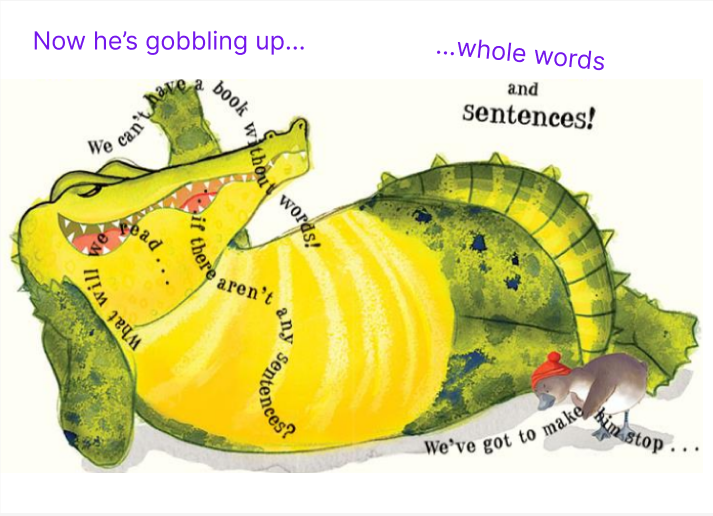 Now he’s gobbling up...
...whole words
and
sentences!
We can't have a book without words!
What will we read...
...if there aren't any sentences?
We've got to make him stop...